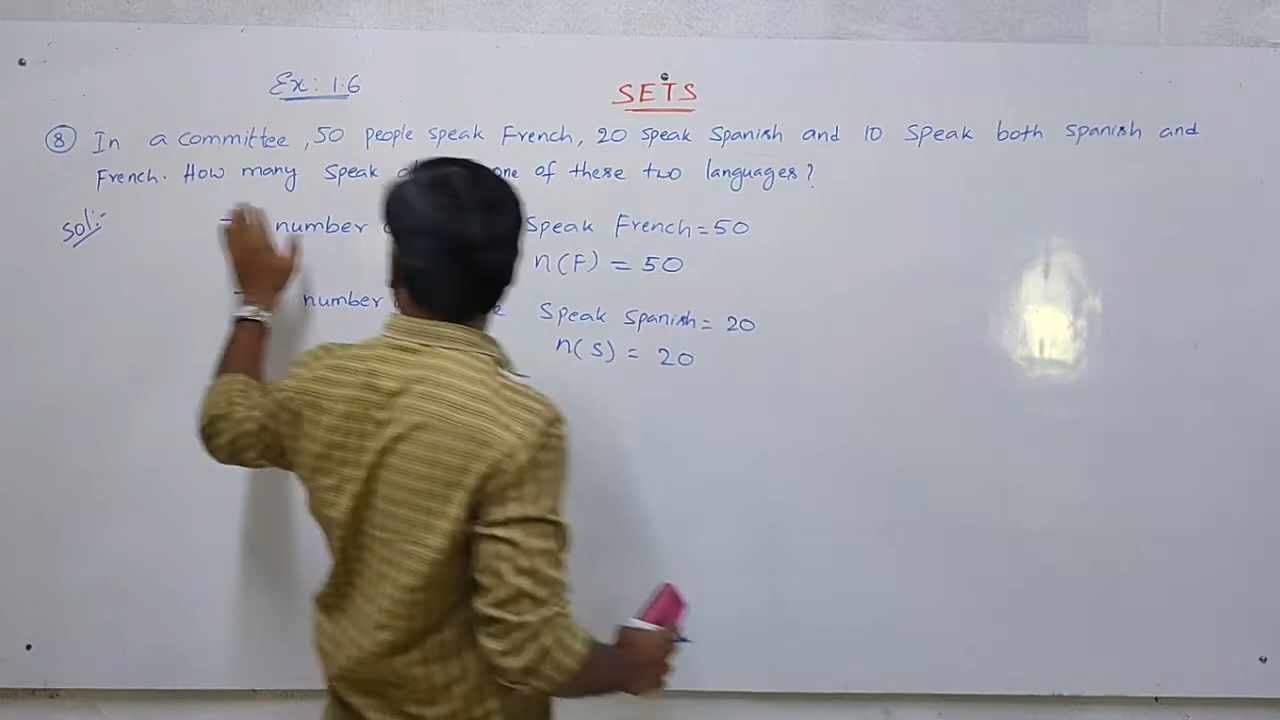 Ex: 1.6
SETS
⑧ In a committee, 50 people speak French, 20 speak Spanish and 10 speak both spanish and
French. How many speak one of these two languages?
Sol:-
number speak French = 50
n(F) = 50
number speak spanish = 20
n(S) = 20